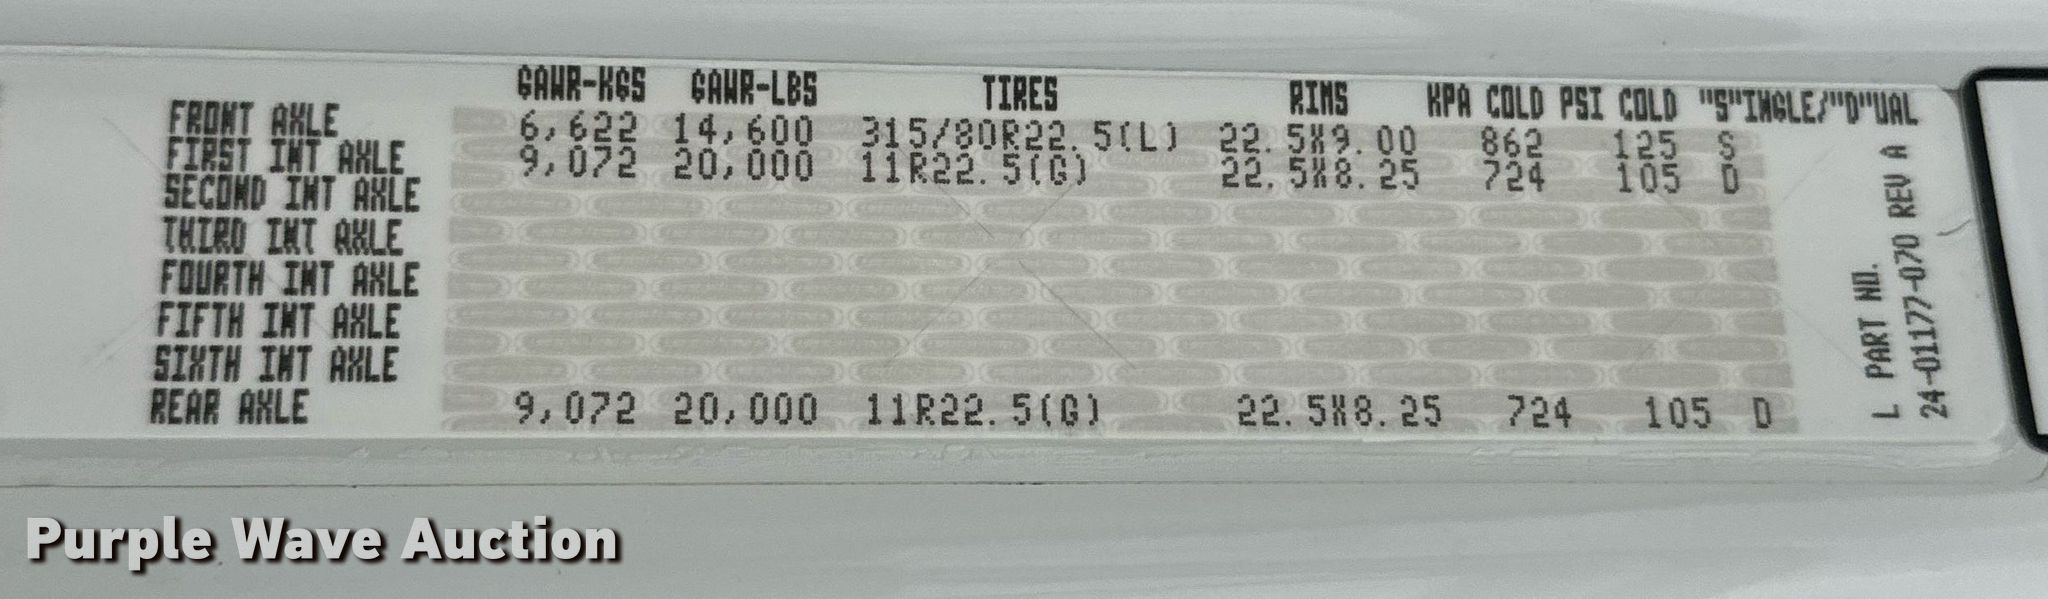 GAWR-KGS GAWR-LBS TIRES RIMS KPA COLD PSI COLD "S"INGLE/"D"UAL
FRONT AXLE 6,622 14,600 315/80R22.5(L) 22.5X9.00 862 125 S
FIRST INT AXLE 9,072 20,000 11R22.5(G) 22.5X8.25 724 105 D
SECOND INT AXLE
THIRD INT AXLE
FOURTH INT AXLE
FIFTH INT AXLE
SIXTH INT AXLE
REAR AXLE 9,072 20,000 11R22.5(G) 22.5X8.25 724 105 D
L PART NO.
24-01177-070 REV A
Purple Wave Auction